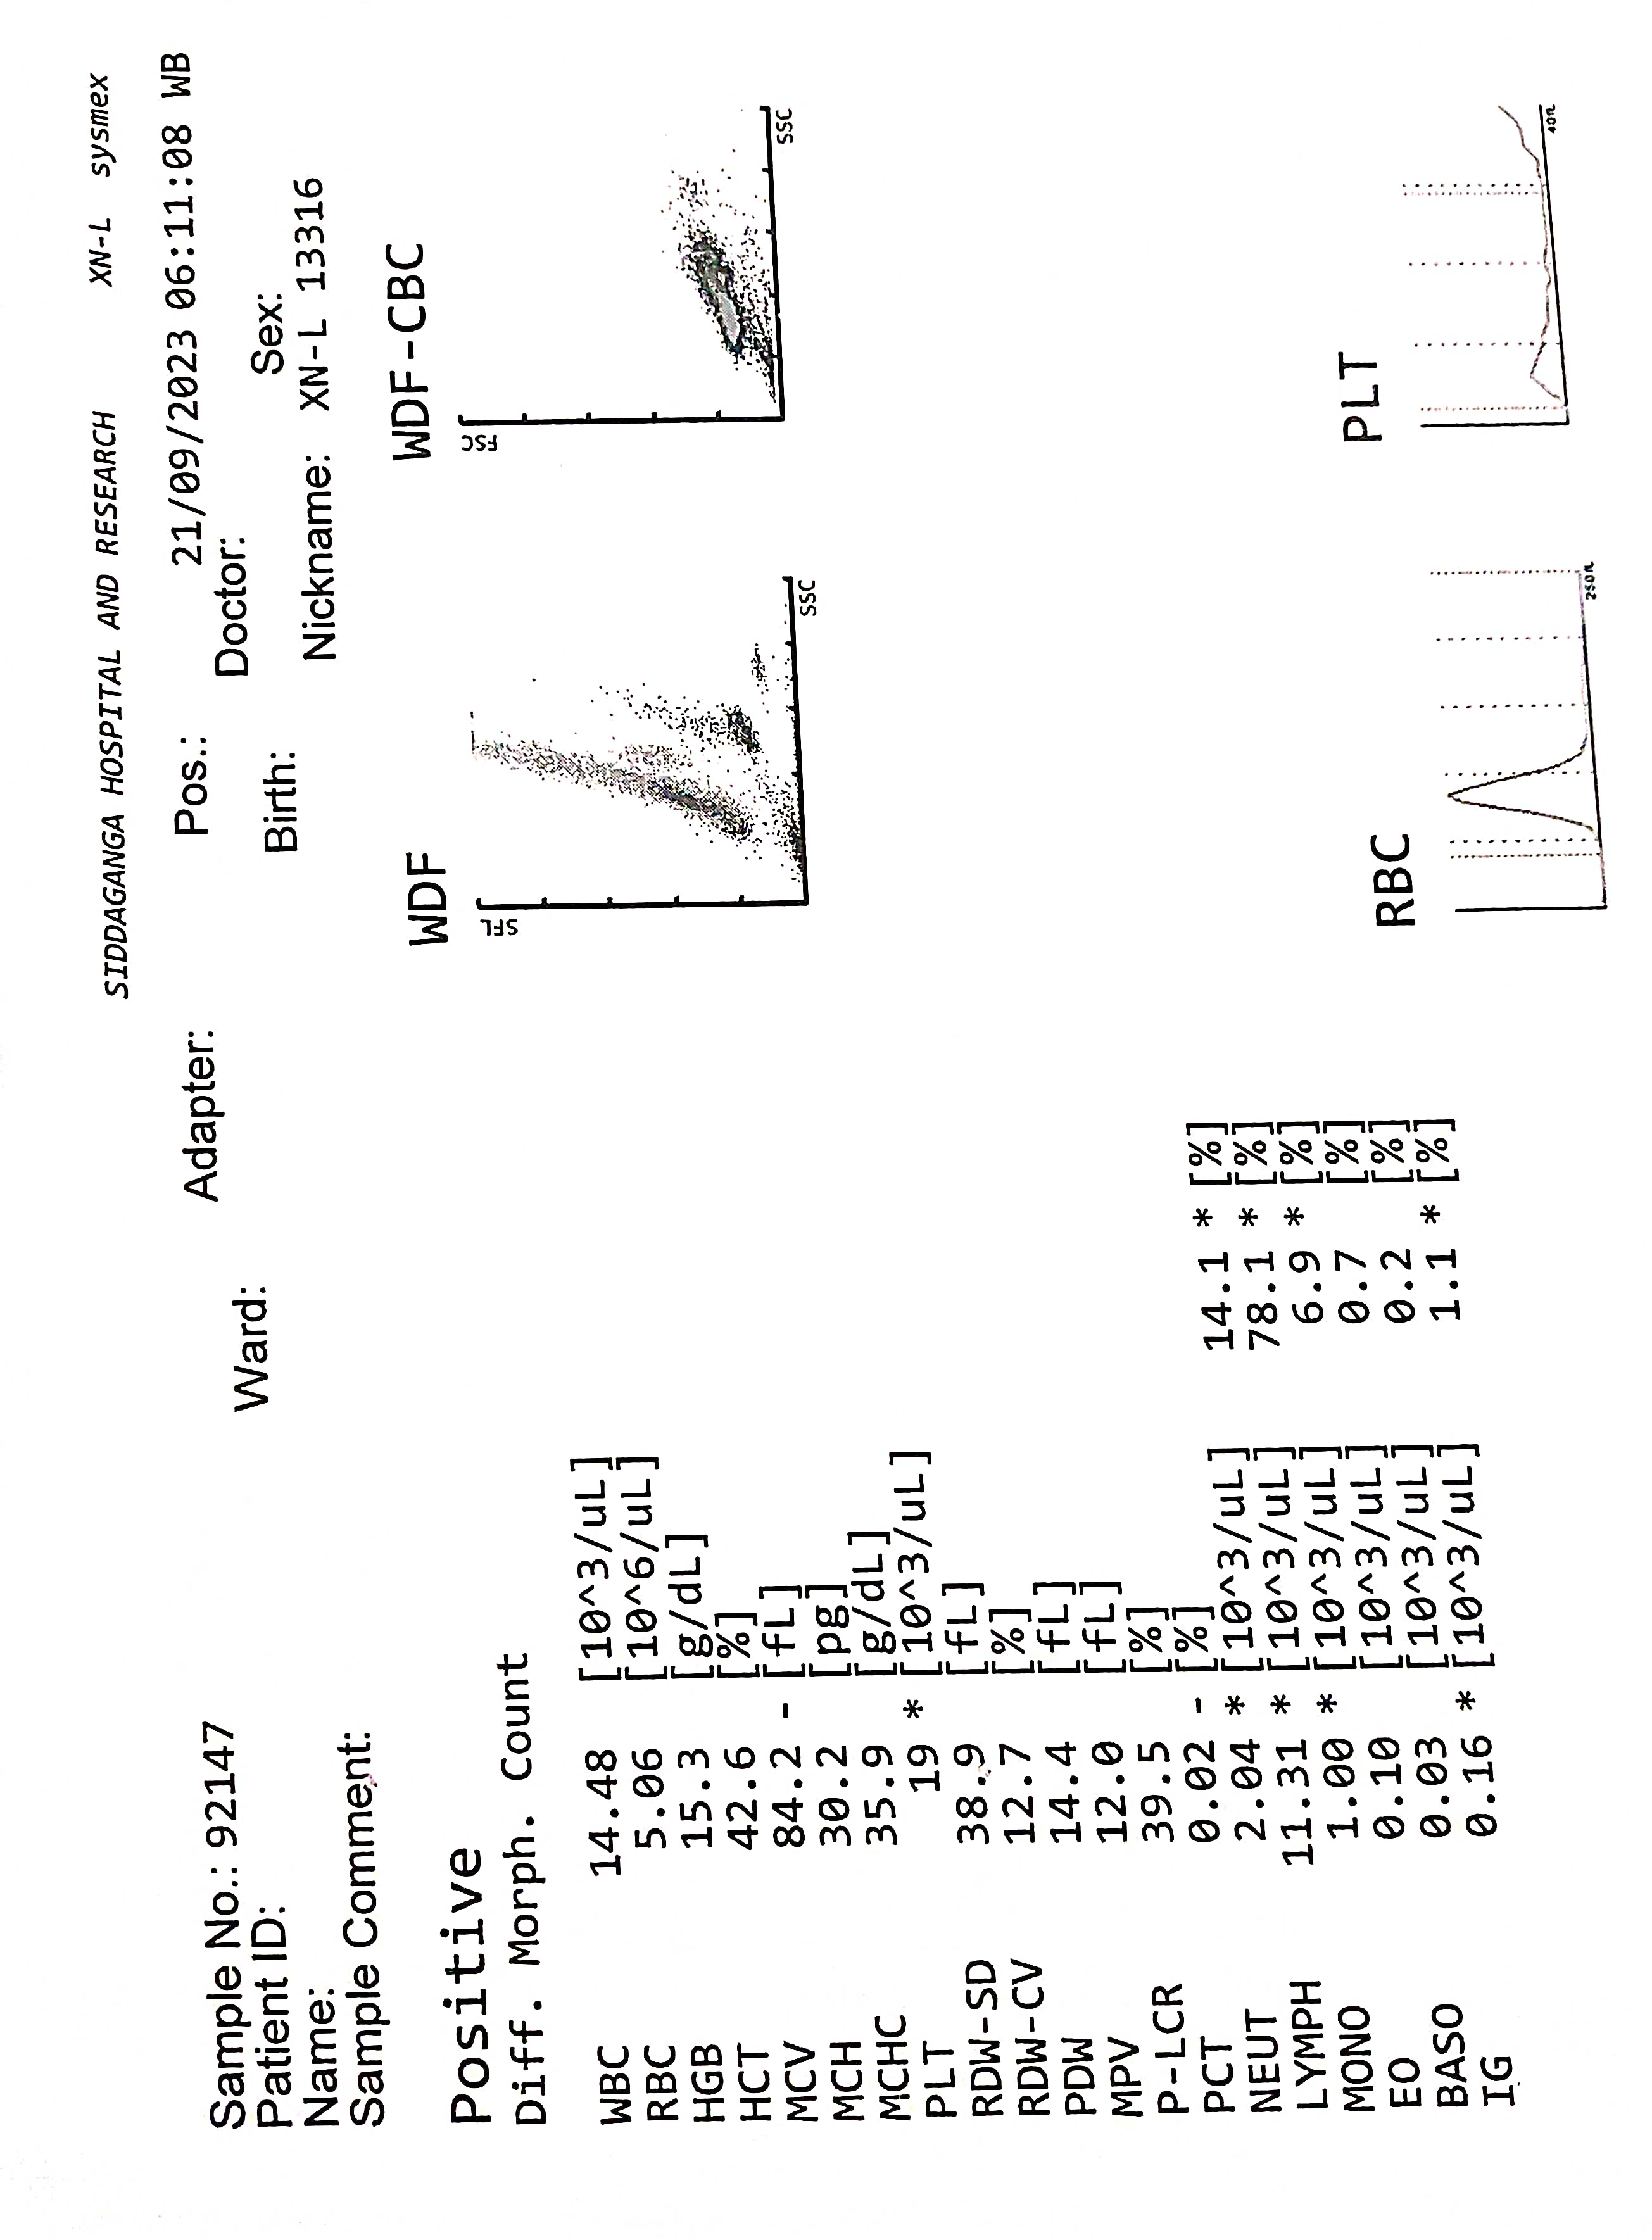 SIDDAGANGA HOSPITAL AND RESEARCH XN-L sysmex
Sample No.: 92147 Adapter: Pos.: 21/09/2023 06:11:08 WB
Patient ID: Ward: Doctor:
Name: Birth: Sex:
Sample Comment: Nickname: XN-L 13316
Positive
Diff. Morph. Count
WDF
WDF-CBC
SFL
SSC
FSC
SSC
WBC 14.48 [10^3/uL]
RBC 5.06 [10^6/uL]
HGB 15.3 [g/dL]
HCT 42.6 [%]
MCV 84.2 - [fL]
MCH 30.2 [pg]
MCHC 35.9 [g/dL]
PLT 19 * [10^3/uL]
RDW-SD 38.9 [fL]
RDW-CV 12.7 [%]
PDW 14.4 [fL]
MPV 12.0 [fL]
P-LCR 39.5 [%]
PCT 0.02 - [%]
NEUT 2.04 * [10^3/uL] 14.1 * [%]
LYMPH 11.31 * [10^3/uL] 78.1 * [%]
MONO 1.00 * [10^3/uL] 6.9 * [%]
EO 0.10 [10^3/uL] 0.7 [%]
BASO 0.03 [10^3/uL] 0.2 [%]
IG 0.16 * [10^3/uL] 1.1 * [%]
RBC
PLT
250fL
40fL